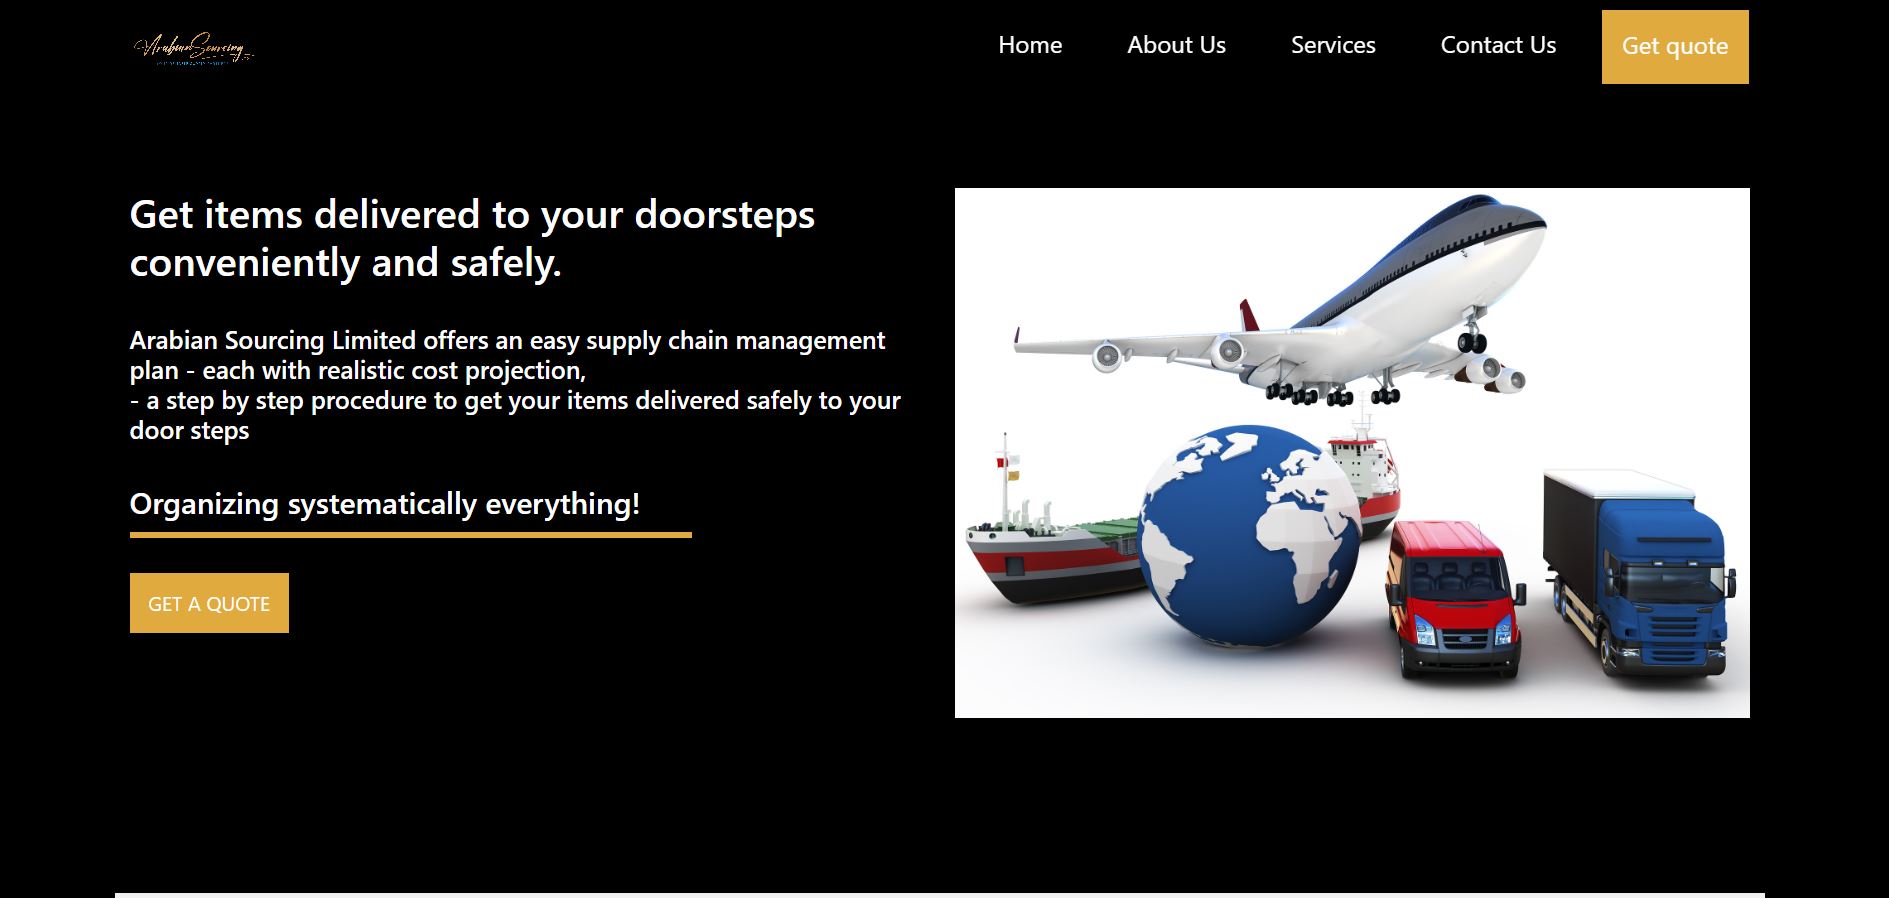 Arabian Sourcing
Home
About Us
Services
Contact Us
Get quote
Get items delivered to your doorsteps
conveniently and safely.
Arabian Sourcing Limited offers an easy supply chain management
plan - each with realistic cost projection,
- a step by step procedure to get your items delivered safely to your
door steps
Organizing systematically everything!
GET A QUOTE